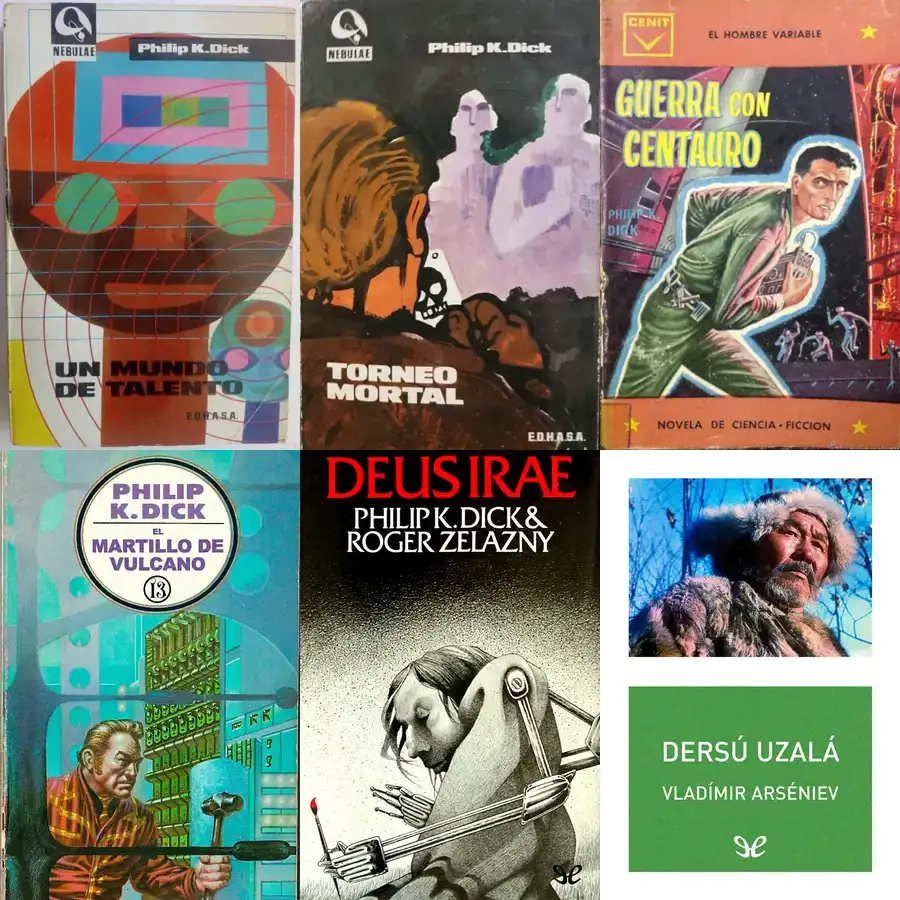 NEBULAE
Philip K. Dick
UN MUNDO
DE TALENTO
E.D.H.A.S.A.
NEBULAE
Philip K. Dick
TORNEO
MORTAL
E.D.H.A.S.A.
CENIT
EL HOMBRE VARIABLE
GUERRA CON
CENTAURO
PHILIP K.
DICK
NOVELA DE CIENCIA - FICCION
PHILIP
K. DICK
EL
MARTILLO DE
VULCANO
13
DEUS IRAE
PHILIP K. DICK &
ROGER ZELAZNY
DERSÚ UZALÁ
VLADÍMIR ARSÉNIEV